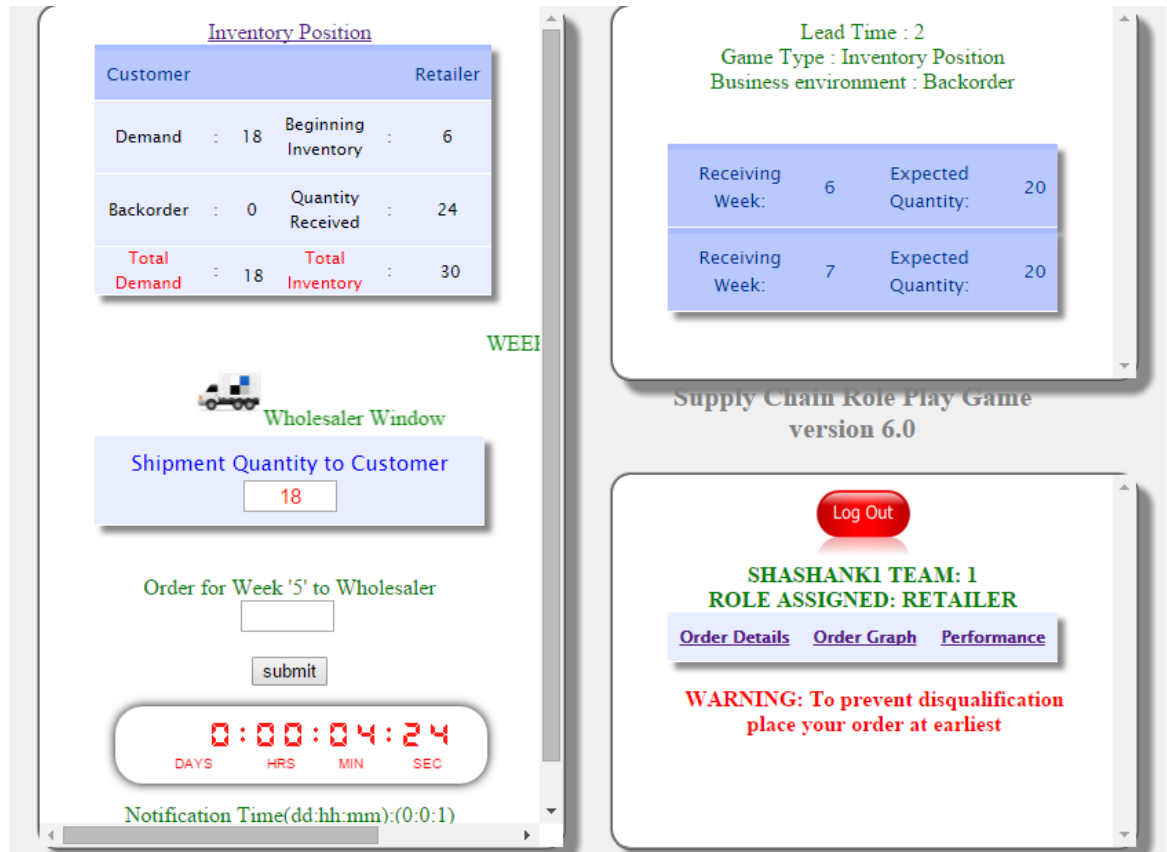 Inventory Position
Customer Retailer
Demand : 18 Beginning Inventory : 6
Backorder : 0 Quantity Received : 24
Total Demand : 18 Total Inventory : 30
WEEK
Wholesaler Window
Shipment Quantity to Customer
18
Order for Week '5' to Wholesaler
submit
0:00:04:24
DAYS HRS MIN SEC
Notification Time(dd:hh:mm):(0:0:1)
Lead Time : 2
Game Type : Inventory Position
Business environment : Backorder
Receiving Week: 6 Expected Quantity: 20
Receiving Week: 7 Expected Quantity: 20
Supply Chain Role Play Game
version 6.0
Log Out
SHASHANK1 TEAM: 1
ROLE ASSIGNED: RETAILER
Order Details Order Graph Performance
WARNING: To prevent disqualification
place your order at earliest